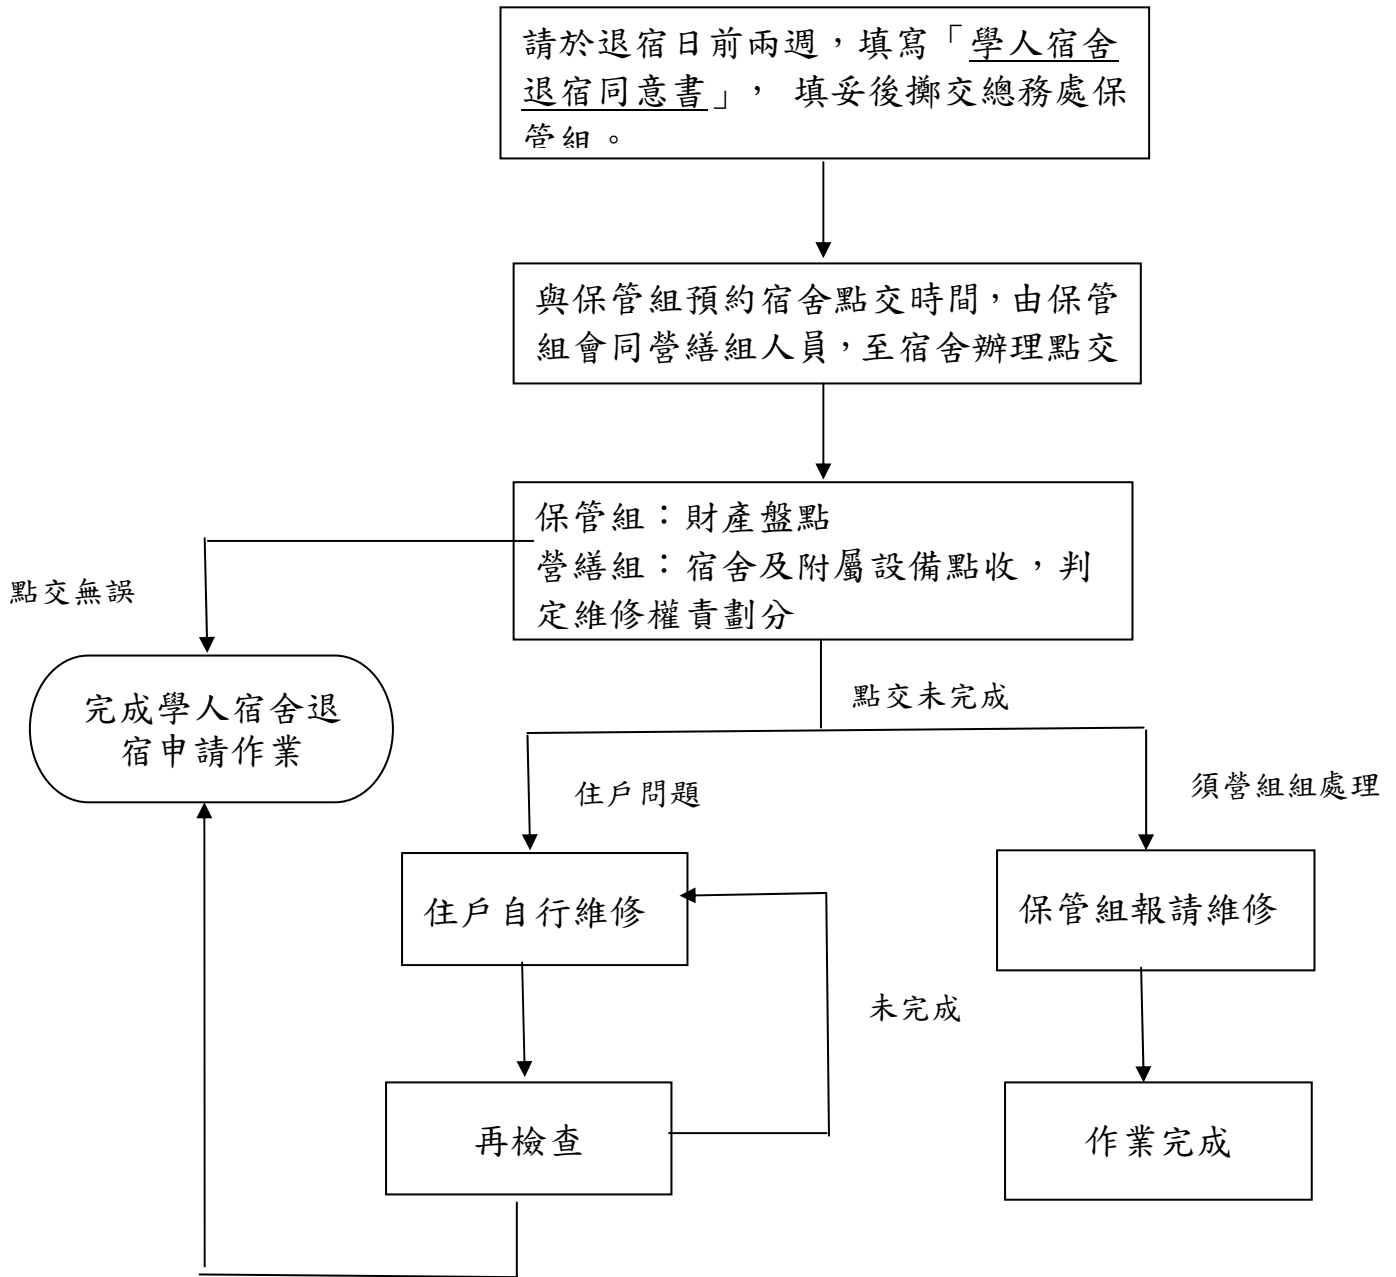 請於退宿日前兩週，填寫「學人宿舍
退宿同意書」， 填妥後擲交總務處保
管組。
與保管組預約宿舍點交時間，由保管
組會同營繕組人員，至宿舍辦理點交
保管組：財產盤點
營繕組：宿舍及附屬設備點收，判
定維修權責劃分
點交無誤
完成學人宿舍退
宿申請作業
點交未完成
住戶問題
須營組組處理
住戶自行維修
保管組報請維修
未完成
再檢查
作業完成